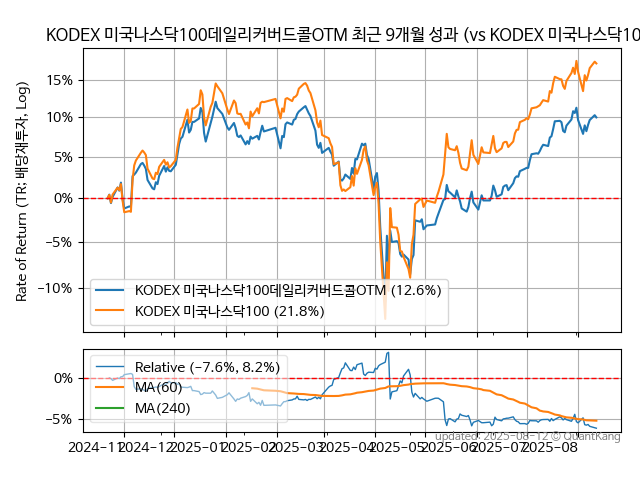 KODEX 미국나스닥100데일리커버드콜OTM 최근 9개월 성과 (vs KODEX 미국나스닥10
Rate of Return (TR: 배당재투자, Log)
15%
10%
5%
0%
−5%
−10%
KODEX 미국나스닥100데일리커버드콜OTM (12.6%)
KODEX 미국나스닥100 (21.8%)
0%
−5%
Relative (−7.6%, 8.2%)
MA(60)
MA(240)
2024-11 2024-12 2025-01 2025-02 2025-03 2025-04 2025-05 2025-06 2025-07 2025-08
updated: 2025-08-12 © QuantKang